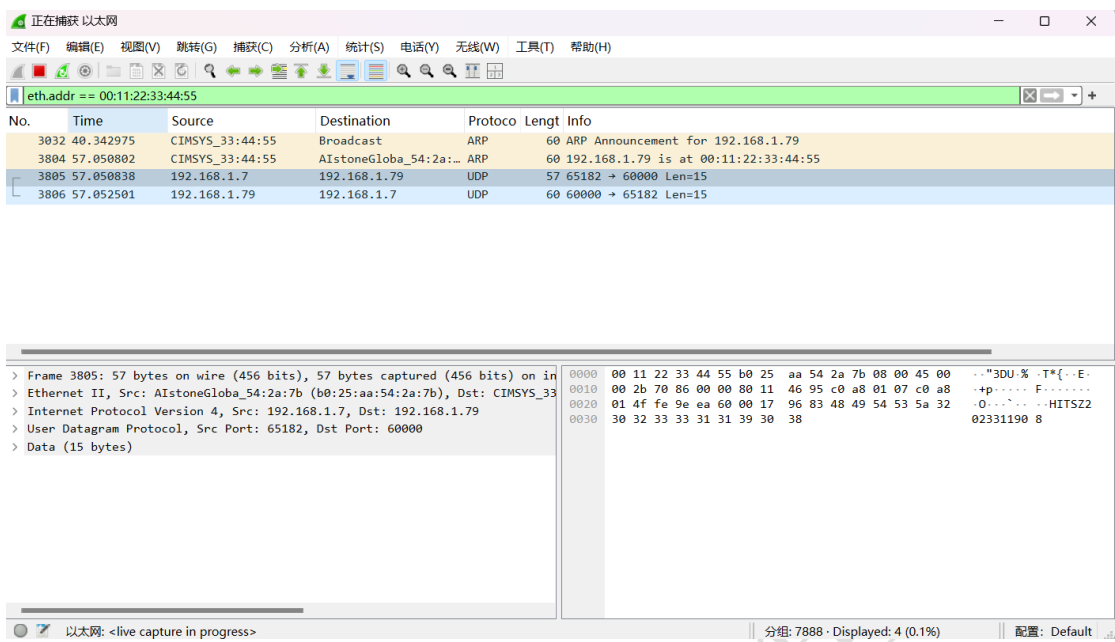 正在捕获 以太网
文件(F) 编辑(E) 视图(V) 跳转(G) 捕获(C) 分析(A) 统计(S) 电话(Y) 无线(W) 工具(T) 帮助(H)
eth.addr == 00:11:22:33:44:55
No. Time Source Destination Protoco Lengt Info
3032 40.342975 CIMSYS_33:44:55 Broadcast ARP 60 ARP Announcement for 192.168.1.79
3804 57.050802 CIMSYS_33:44:55 AIstoneGloba_54:2a:… ARP 60 192.168.1.79 is at 00:11:22:33:44:55
3805 57.050838 192.168.1.7 192.168.1.79 UDP 57 65182 → 60000 Len=15
3806 57.052501 192.168.1.79 192.168.1.7 UDP 60 60000 → 65182 Len=15
Frame 3805: 57 bytes on wire (456 bits), 57 bytes captured (456 bits) on in
Ethernet II, Src: AIstoneGloba_54:2a:7b (b0:25:aa:54:2a:7b), Dst: CIMSYS_33
Internet Protocol Version 4, Src: 192.168.1.7, Dst: 192.168.1.79
User Datagram Protocol, Src Port: 65182, Dst Port: 60000
Data (15 bytes)
0000 00 11 22 33 44 55 b0 25 aa 54 2a 7b 08 00 45 00 ··"3DU·% ·T*{··E·
0010 00 2b 70 86 00 00 80 11 46 95 c0 a8 01 07 c0 a8 ·+p····· F·······
0020 01 4f fe 9e ea 60 00 17 96 83 48 49 54 53 5a 32 ·O···`·· ··HITSZ2
0030 30 32 33 33 31 31 39 30 38 02331190 8
以太网: <live capture in progress>
分组: 7888 · Displayed: 4 (0.1%)
配置: Default